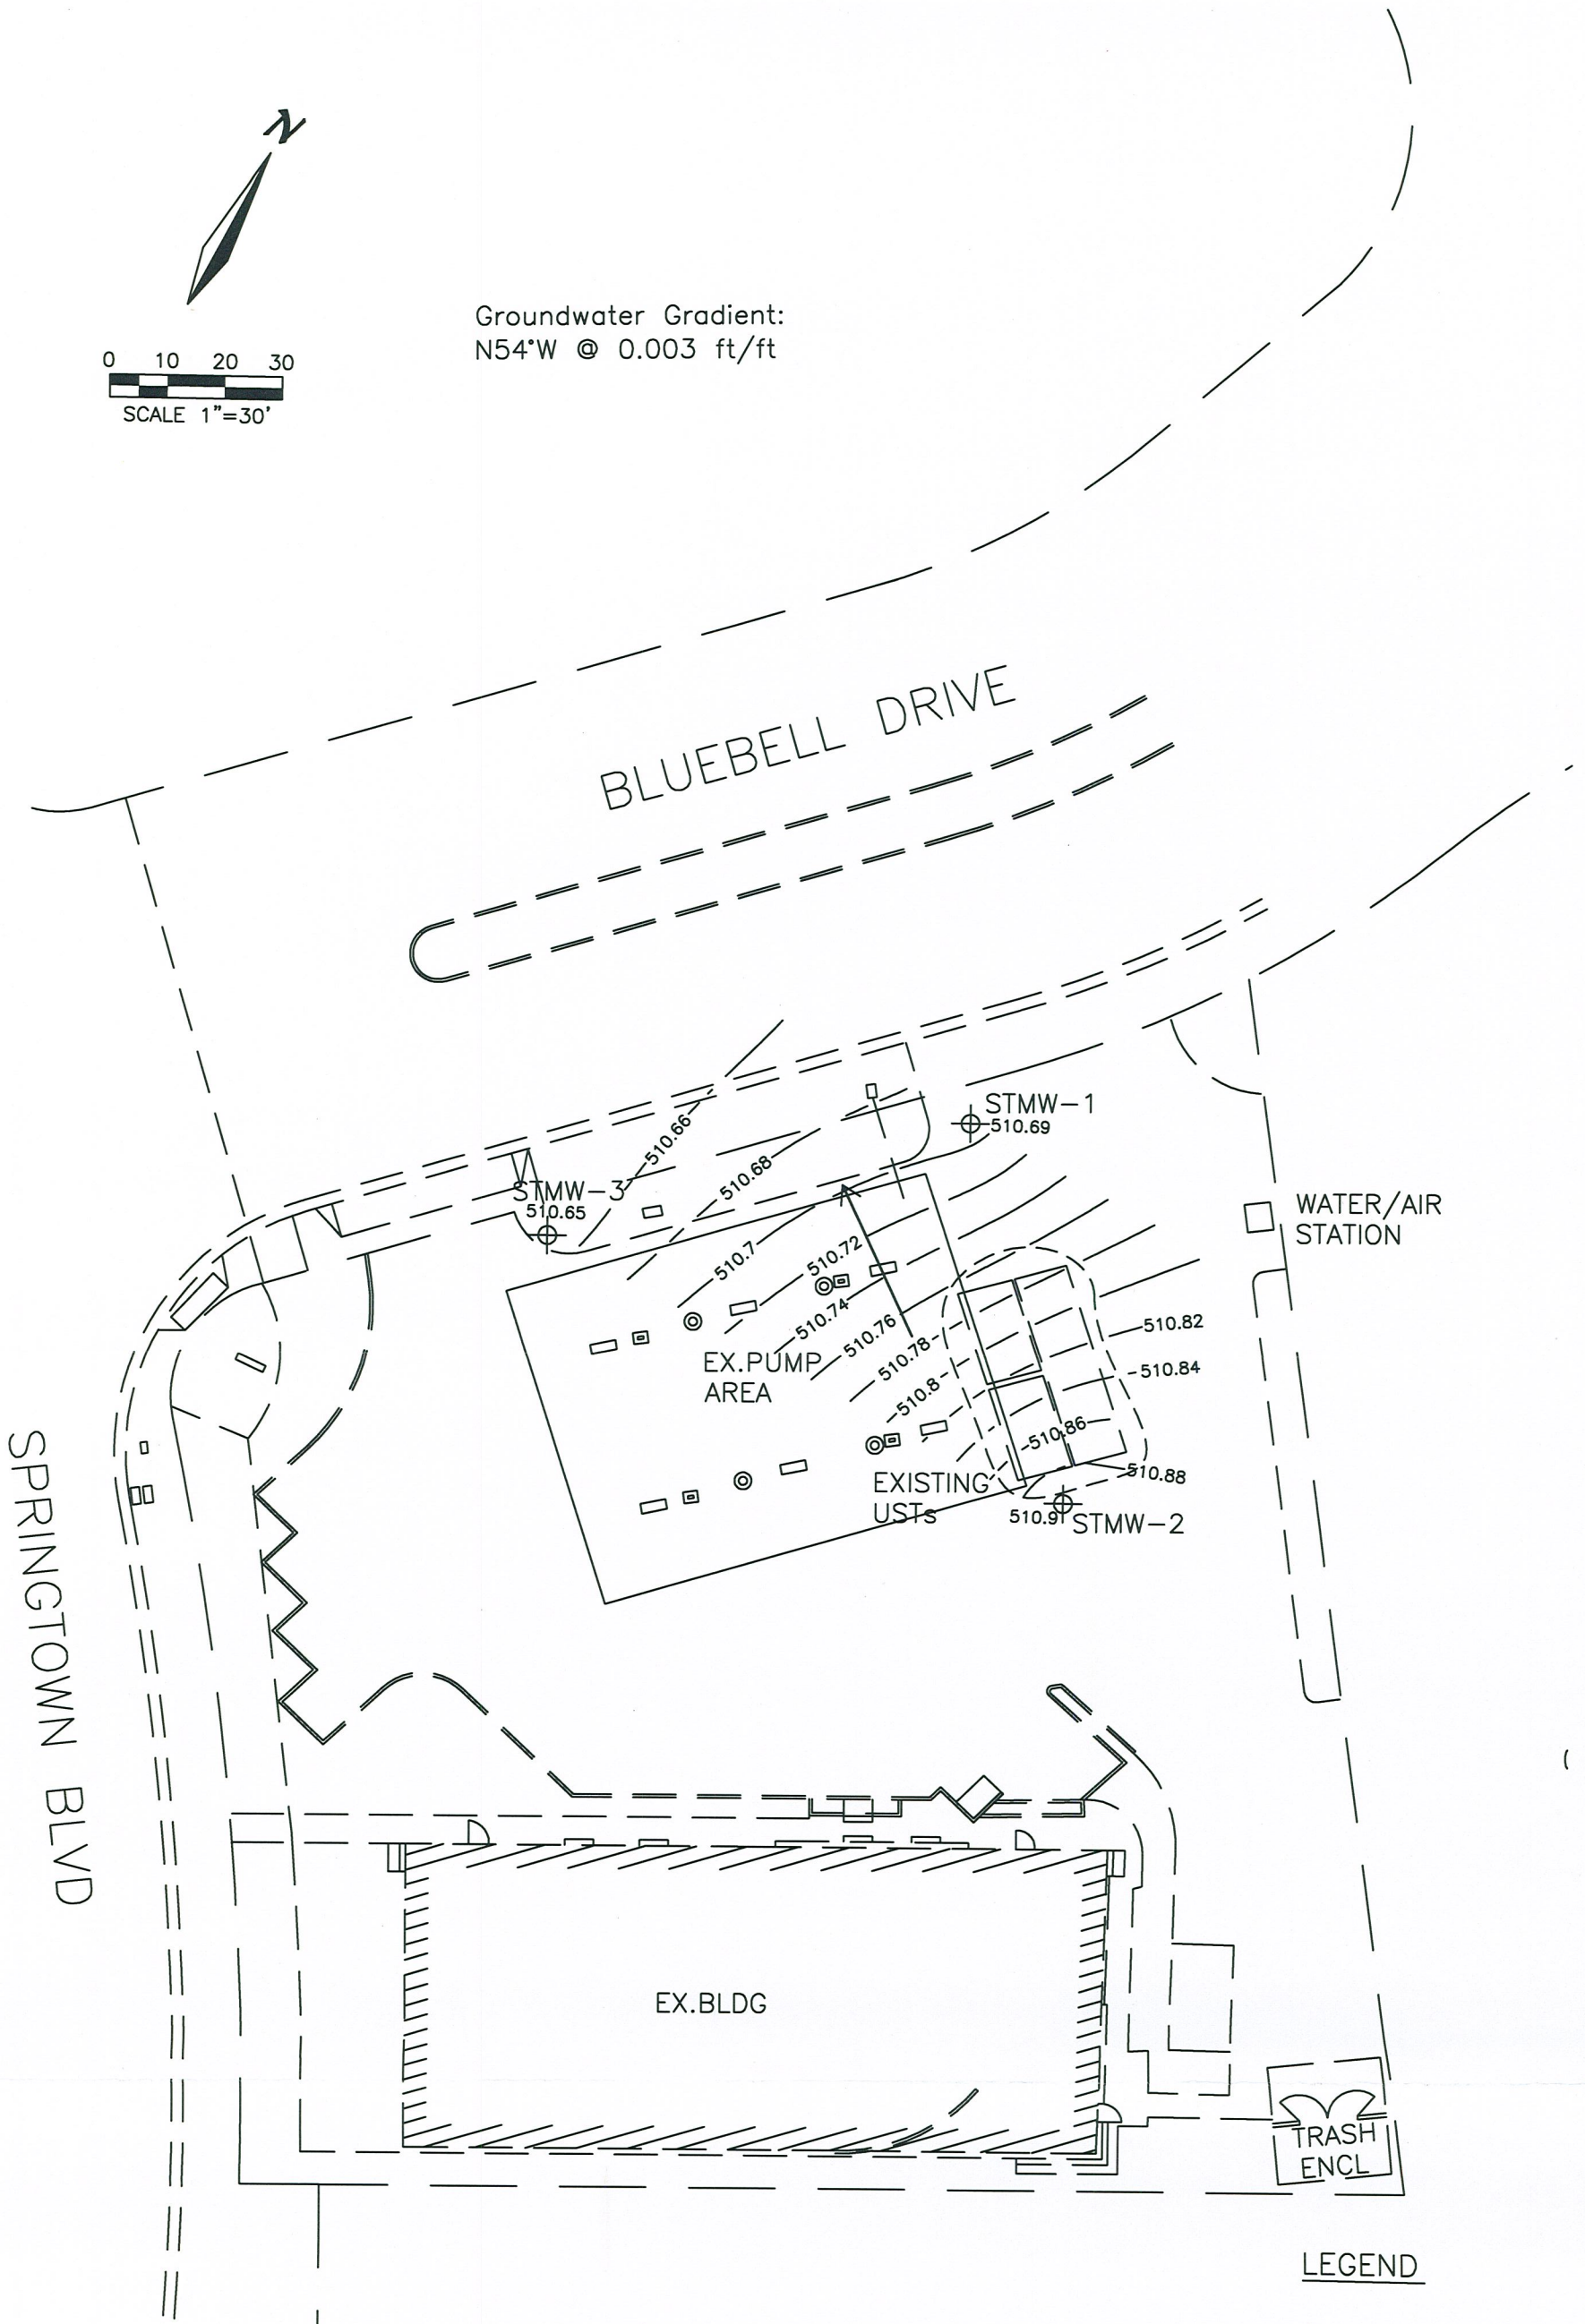 N
Groundwater Gradient:
N54°W @ 0.003 ft/ft
0 10 20 30
SCALE 1"=30'
BLUEBELL DRIVE
STMW-1
510.69
510.66
510.68
STMW-3
510.65
WATER/AIR
STATION
510.7
510.72
510.74
510.76
510.78
510.8
510.82
510.84
510.86
510.88
EX.PUMP
AREA
EXISTING
USTs
510.91
STMW-2
SPRINGTOWN BLVD
EX.BLDG
TRASH
ENCL
LEGEND